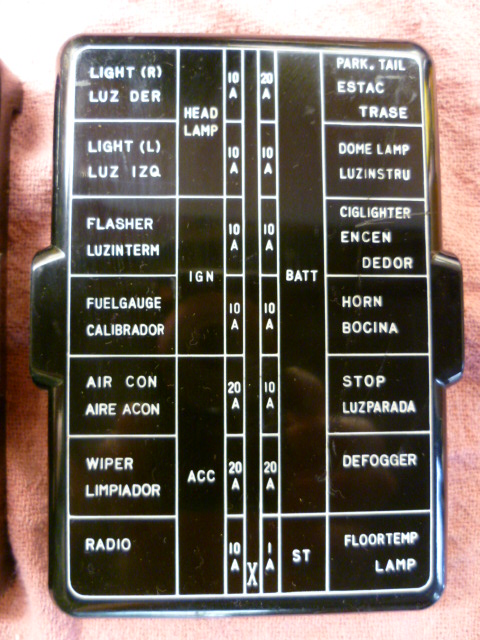 LIGHT (R)
LUZ DER
10
A
20
A
PARK. TAIL
ESTAC
TRASE
HEAD
LAMP
LIGHT (L)
LUZ IZQ
10
A
10
A
DOME LAMP
LUZINSTRU
FLASHER
LUZINTERM
10
A
10
A
CIGLIGHTER
ENCEN
DEDOR
IGN
BATT
FUELGAUGE
CALIBRADOR
10
A
10
A
HORN
BOCINA
AIR CON
AIRE ACON
20
A
10
A
STOP
LUZPARADA
ACC
WIPER
LIMPIADOR
20
A
20
A
DEFOGGER
RADIO
10
A
X
1
A
ST
FLOORTEMP
LAMP